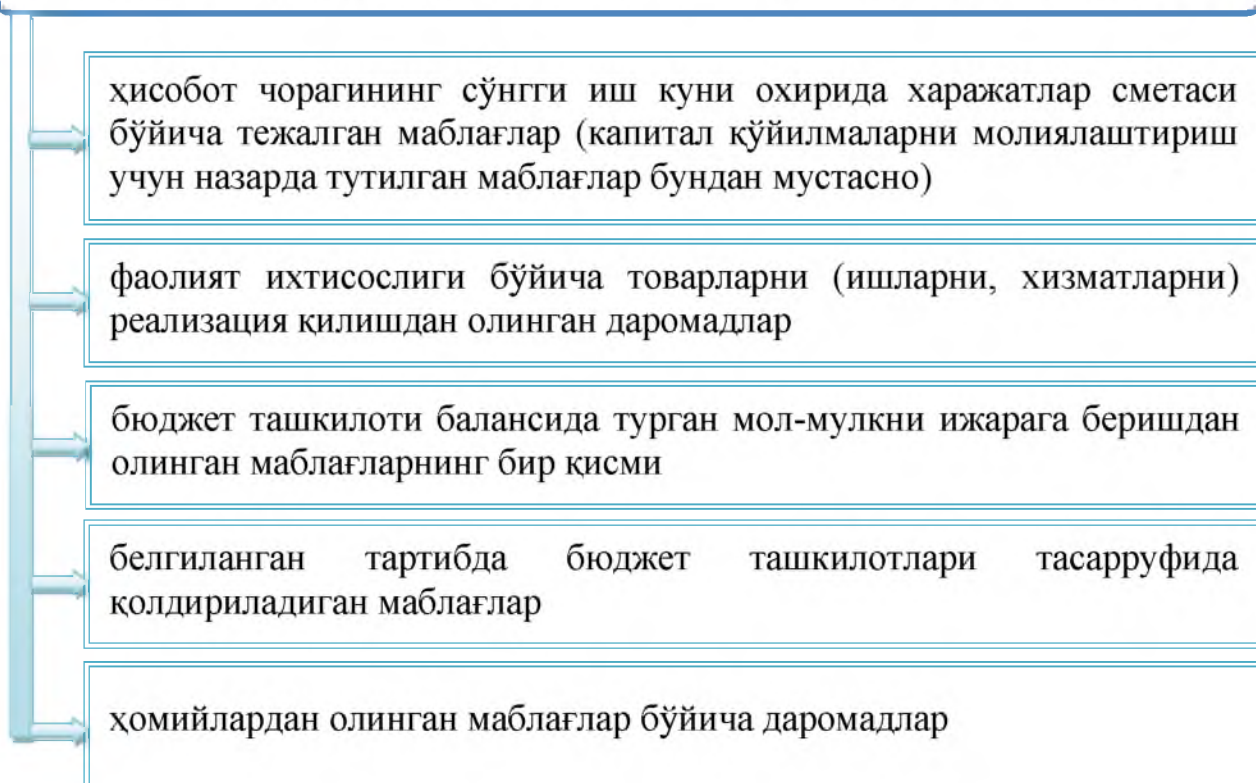 ҳисобот чорагининг сўнгги иш куни охирида харажатлар сметаси
бўйича тежалган маблағлар (капитал қўйилмаларни молиялаштириш
учун назарда тутилган маблағлар бундан мустасно)
фаолият ихтисослиги бўйича товарларни (ишларни, хизматларни)
реализация қилишдан олинган даромадлар
бюджет ташкилоти балансида турган мол-мулкни ижарага беришдан
олинган маблағларнинг бир қисми
белгиланган тартибда бюджет ташкилотлари тасарруфида
қолдириладиган маблағлар
ҳомийлардан олинган маблағлар бўйича даромадлар